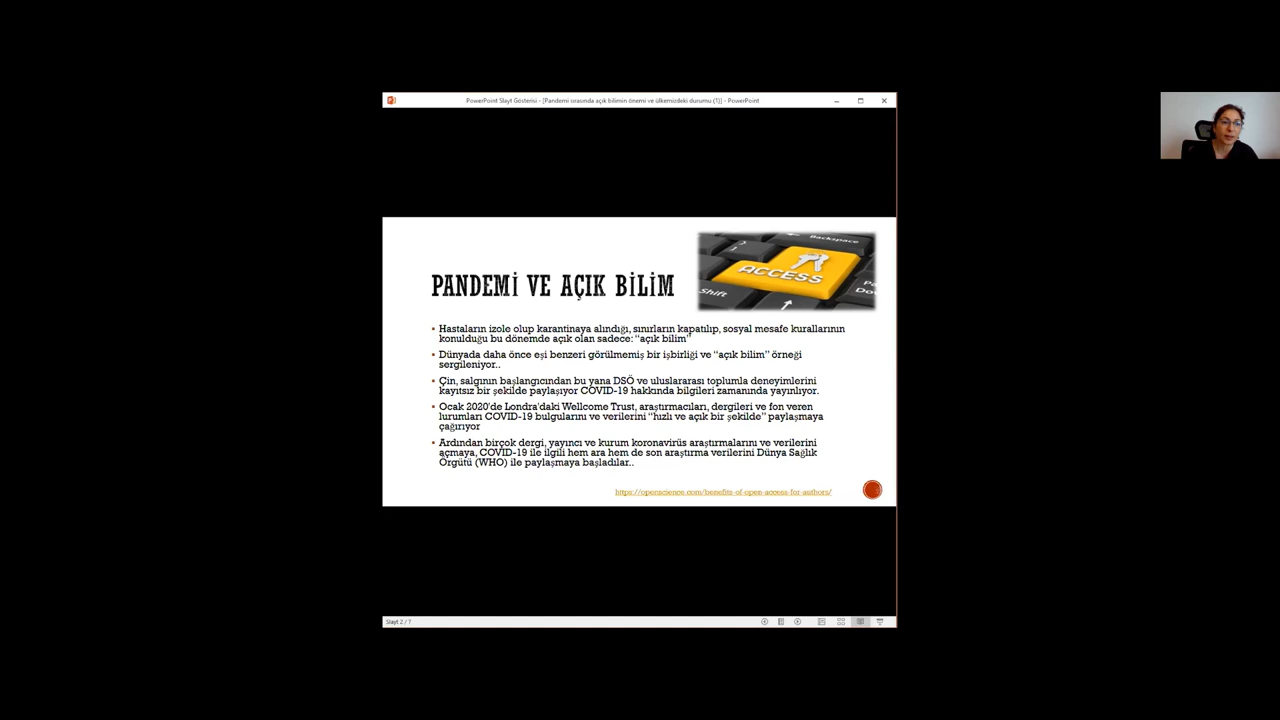 PowerPoint Slayt Gösterisi - [Pandemi sırasında açık bilimin önemi ve ülkemizdeki durumu (1)] - PowerPoint
Backspace
ACCESS
Shift
PANDEMİ VE AÇIK BİLİM
▪ Hastaların izole olup karantinaya alındığı, sınırların kapatılıp, sosyal mesafe kurallarının
konulduğu bu dönemde açık olan sadece: “açık bilim”
▪ Dünyada daha önce eşi benzeri görülmemiş bir işbirliği ve “açık bilim” örneği
sergileniyor..
▪ Çin, salgının başlangıcından bu yana DSÖ ve uluslararası toplumla deneyimlerini
kayıtsız bir şekilde paylaşıyor COVID-19 hakkında bilgileri zamanında yayınlıyor.
▪ Ocak 2020'de Londra'daki Wellcome Trust, araştırmacıları, dergileri ve fon veren
kurumları COVID-19 bulgularını ve verilerini “hızlı ve açık bir şekilde” paylaşmaya
çağırıyor
▪ Ardından birçok dergi, yayıncı ve kurum koronavirüs araştırmalarını ve verilerini
açmaya, COVID-19 ile ilgili hem ara hem de son araştırma verilerini Dünya Sağlık
Örgütü (WHO) ile paylaşmaya başladılar..
https://openscience.com/benefits-of-open-access-for-authors/
Slayt 2 / 7